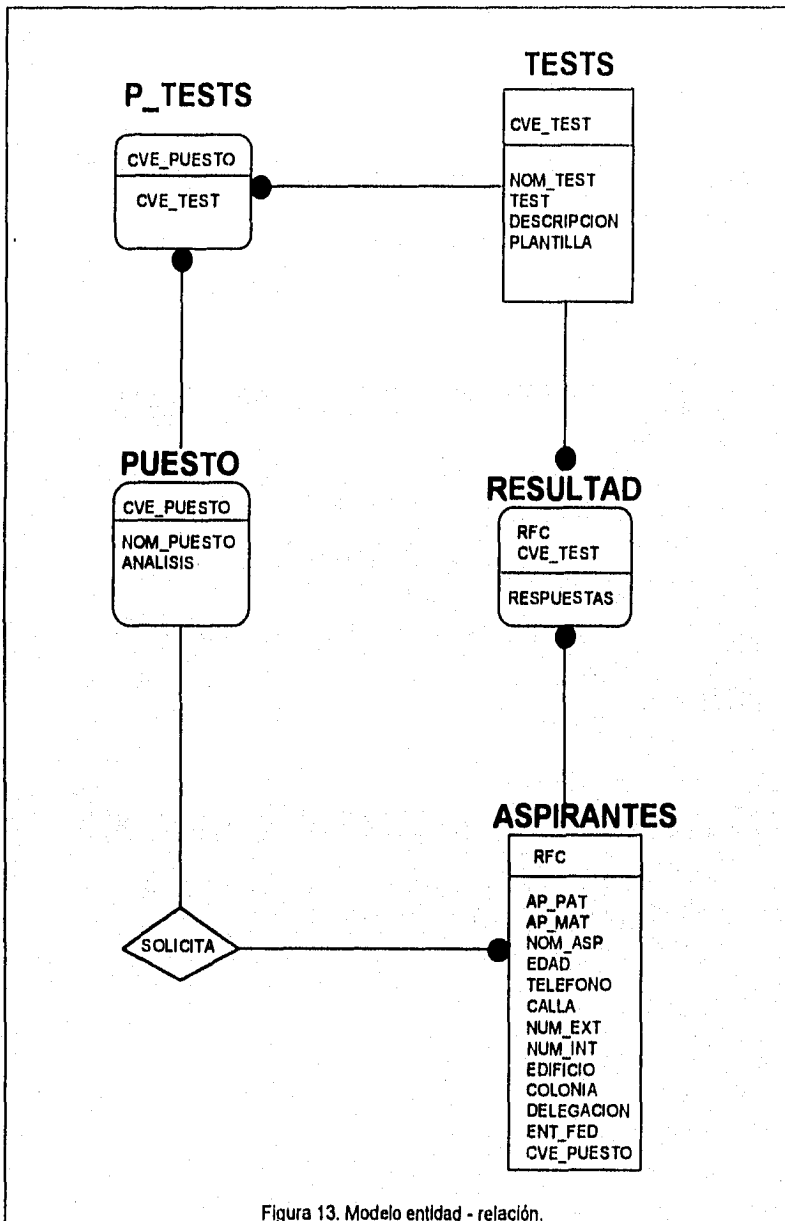 P_TESTS
CVE_PUESTO
CVE_TEST
TESTS
CVE_TEST
NOM_TEST
TEST
DESCRIPCION
PLANTILLA
PUESTO
CVE_PUESTO
NOM_PUESTO
ANALISIS
RESULTAD
RFC
CVE_TEST
RESPUESTAS
SOLICITA
ASPIRANTES
RFC
AP_PAT
AP_MAT
NOM_ASP
EDAD
TELEFONO
CALLA
NUM_EXT
NUM_INT
EDIFICIO
COLONIA
DELEGACION
ENT_FED
CVE_PUESTO
Figura 13. Modelo entidad - relación.